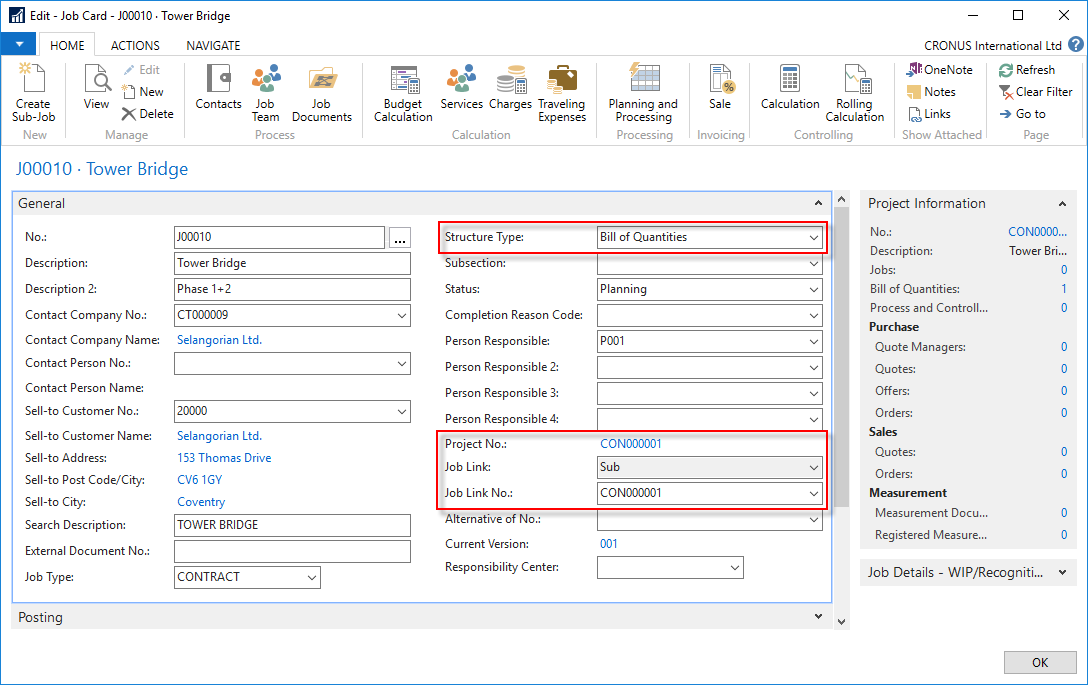 Edit - Job Card - J00010 · Tower Bridge
HOME ACTIONS NAVIGATE
CRONUS International Ltd ?
Create Sub-Job
New
View
Edit
New
Delete
Manage
Contacts
Job Team
Job Documents
Process
Budget Calculation
Services
Charges
Traveling Expenses
Calculation
Planning and Processing
Processing
Sale
Invoicing
Calculation
Rolling Calculation
Controlling
OneNote
Notes
Links
Show Attached
Refresh
Clear Filter
Go to
Page
J00010 · Tower Bridge
General
No.: J00010 ...
Description: Tower Bridge
Description 2: Phase 1+2
Contact Company No.: CT000009
Contact Company Name: Selangorian Ltd.
Contact Person No.:
Contact Person Name:
Sell-to Customer No.: 20000
Sell-to Customer Name: Selangorian Ltd.
Sell-to Address: 153 Thomas Drive
Sell-to Post Code/City: CV6 1GY
Sell-to City: Coventry
Search Description: TOWER BRIDGE
External Document No.:
Job Type: CONTRACT
Structure Type: Bill of Quantities
Subsection:
Status: Planning
Completion Reason Code:
Person Responsible: P001
Person Responsible 2:
Person Responsible 3:
Person Responsible 4:
Project No.: CON000001
Job Link: Sub
Job Link No.: CON000001
Alternative of No.:
Current Version: 001
Responsibility Center:
Posting
Project Information
No.: CON0000...
Description: Tower Bri...
Jobs: 0
Bill of Quantities: 1
Process and Controll... 0
Purchase
Quote Managers: 0
Quotes: 0
Offers: 0
Orders: 0
Sales
Quotes: 0
Orders: 0
Measurement
Measurement Docu... 0
Registered Measure... 0
Job Details - WIP/Recogniti...
OK